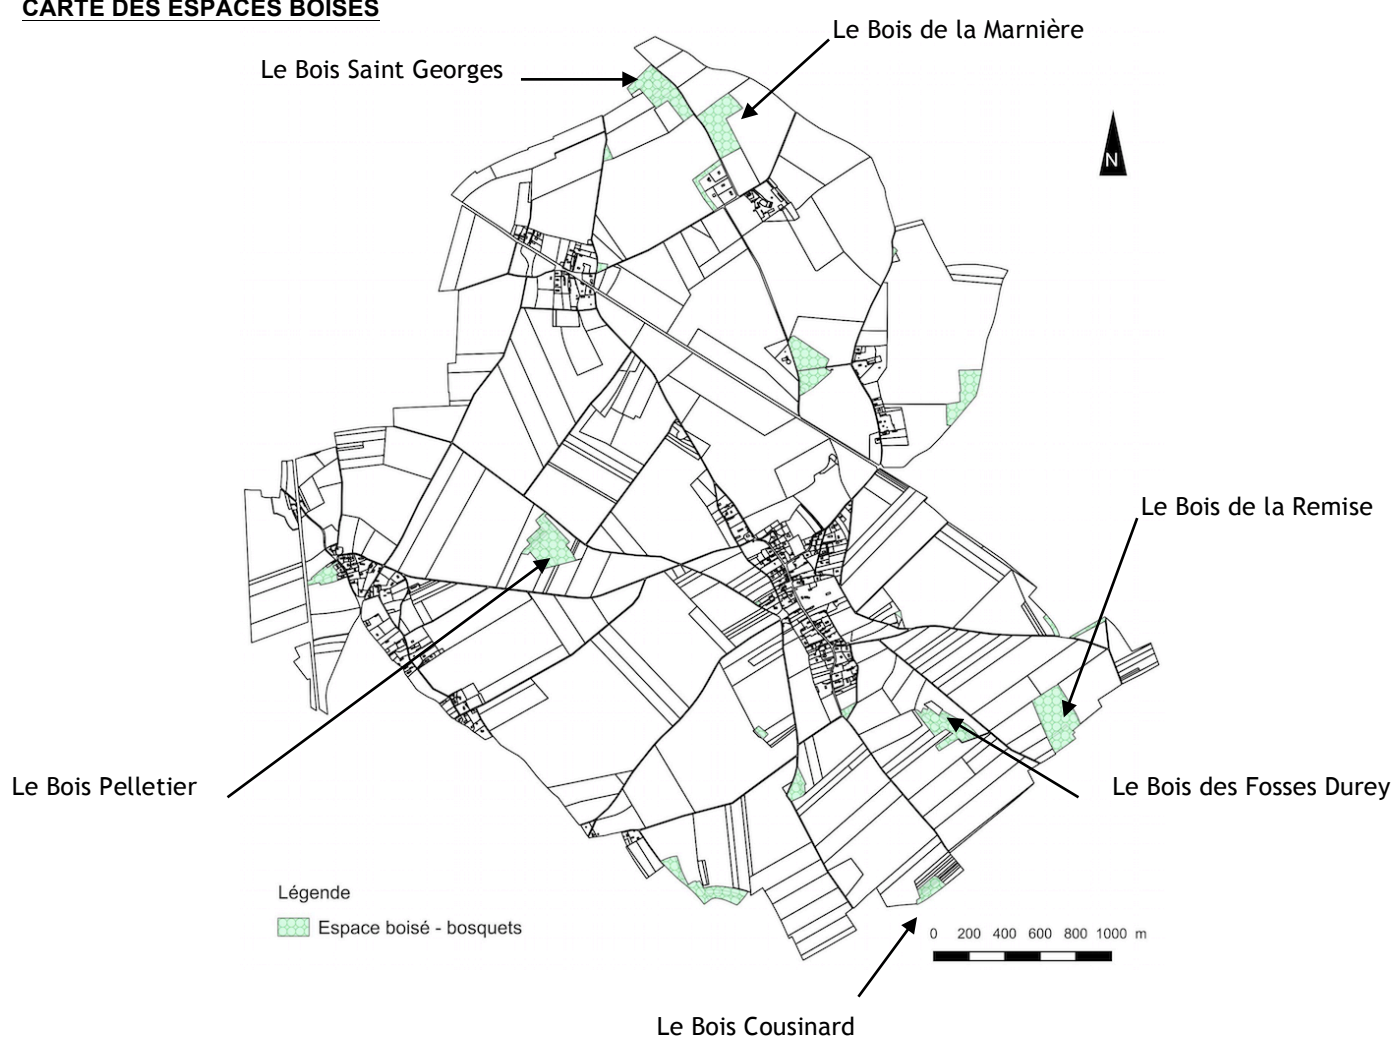 CARTE DES ESPACES BOISES
Le Bois de la Marnière
Le Bois Saint Georges
N
Le Bois de la Remise
Le Bois Pelletier
Le Bois des Fosses Durey
Légende
Espace boisé - bosquets
0 200 400 600 800 1000 m
Le Bois Cousinard